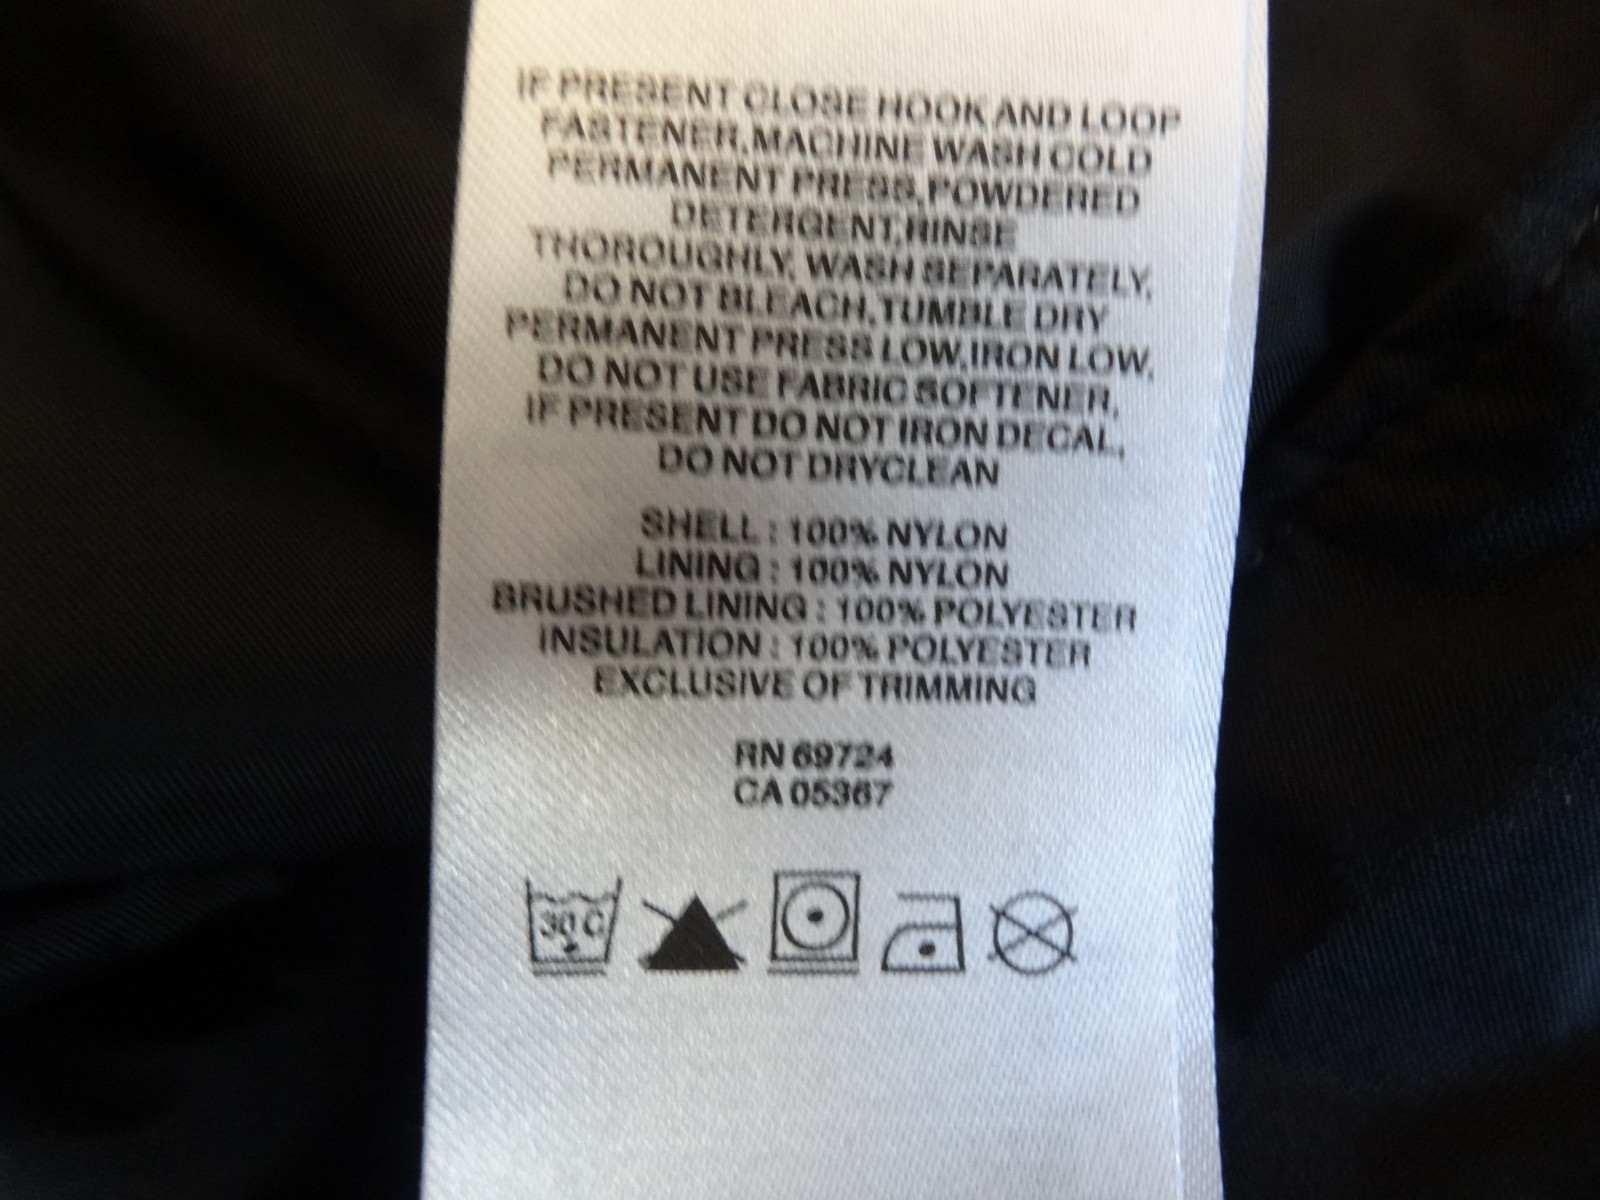 IF PRESENT CLOSE HOOK AND LOOP
FASTENER,MACHINE WASH COLD
PERMANENT PRESS,POWDERED
DETERGENT,RINSE
THOROUGHLY, WASH SEPARATELY,
DO NOT BLEACH,TUMBLE DRY
PERMANENT PRESS LOW,IRON LOW,
DO NOT USE FABRIC SOFTENER,
IF PRESENT DO NOT IRON DECAL,
DO NOT DRYCLEAN
SHELL : 100% NYLON
LINING : 100% NYLON
BRUSHED LINING : 100% POLYESTER
INSULATION : 100% POLYESTER
EXCLUSIVE OF TRIMMING
RN 69724
CA 05367
30 C